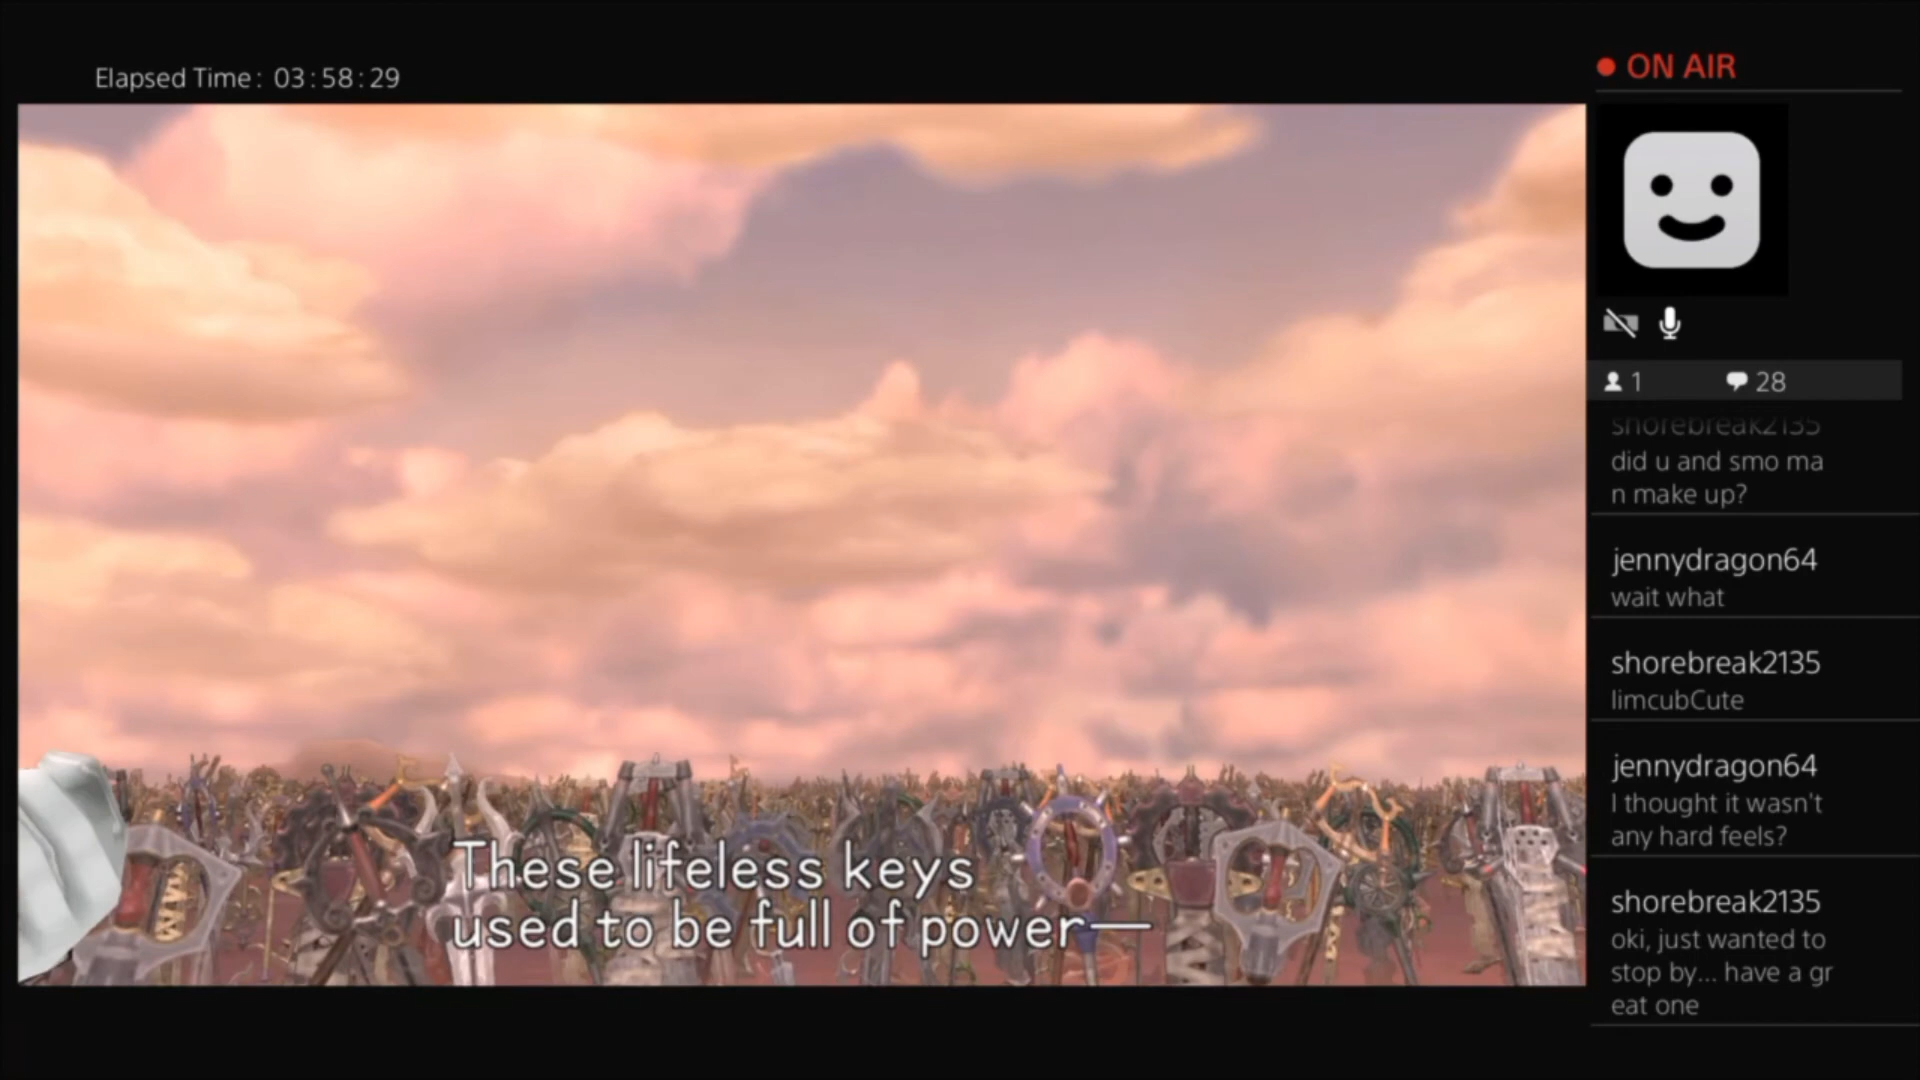 Elapsed Time: 03:58:29
ON AIR
1 28
shorebreak2135
did u and smo ma
n make up?
jennydragon64
wait what
shorebreak2135
limcubCute
jennydragon64
I thought it wasn't
any hard feels?
shorebreak2135
oki, just wanted to
stop by... have a gr
eat one
These lifeless keys
used to be full of power—